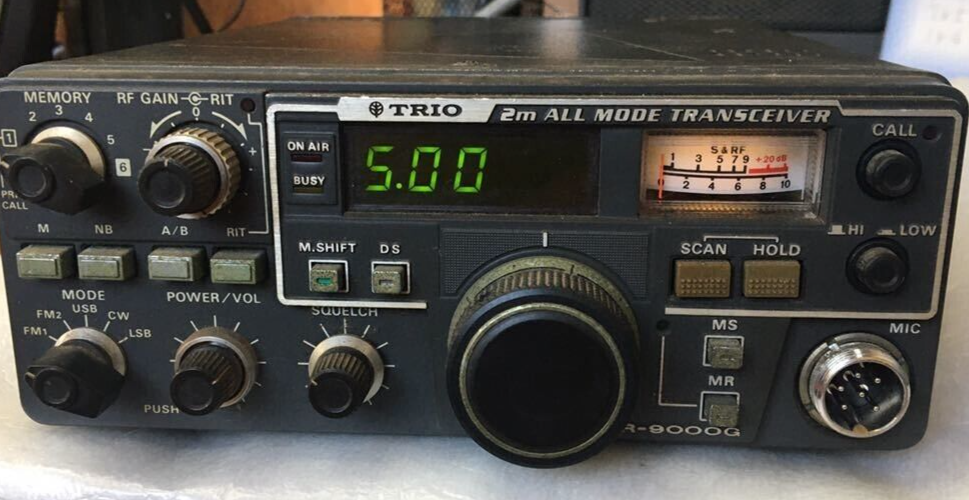 MEMORY
1 2 3 4 5 6
CALL
RF GAIN RIT
0 +
TRIO
2m ALL MODE TRANSCEIVER
ON AIR
BUSY
5.00
S & RF
1 3 5 7 9 +20dB
0 2 4 6 8 10
CALL
HI LOW
M NB A/B RIT
M.SHIFT DS
SCAN HOLD
MODE
FM1 FM2 USB CW LSB
POWER/VOL
PUSH
SQUELCH
MS
MR
MIC
R-9000G